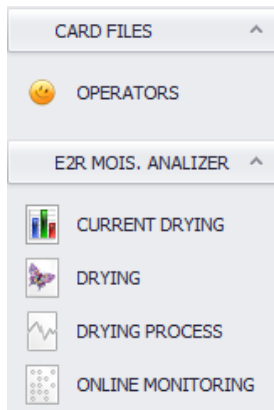 CARD FILES
OPERATORS
E2R MOIS. ANALIZER
CURRENT DRYING
DRYING
DRYING PROCESS
ONLINE MONITORING